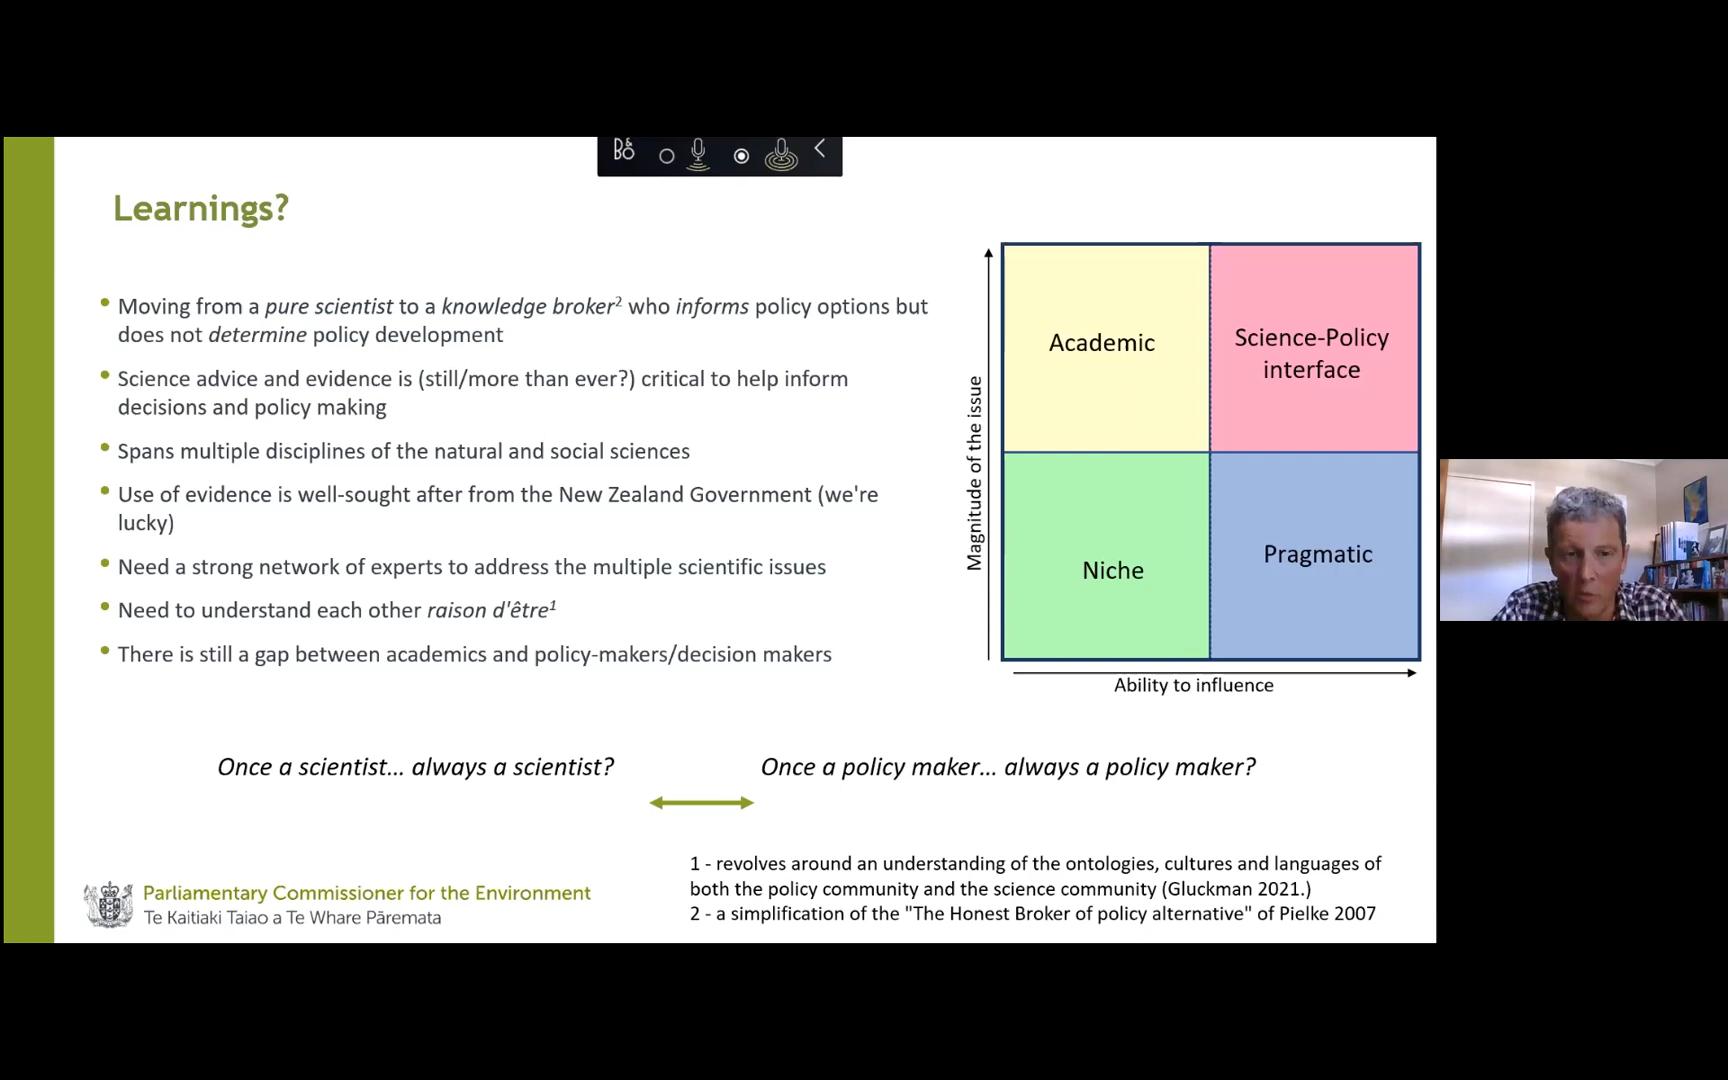 B&O
Learnings?
• Moving from a pure scientist to a knowledge broker² who informs policy options but
does not determine policy development
• Science advice and evidence is (still/more than ever?) critical to help inform
decisions and policy making
• Spans multiple disciplines of the natural and social sciences
• Use of evidence is well-sought after from the New Zealand Government (we're
lucky)
• Need a strong network of experts to address the multiple scientific issues
• Need to understand each other raison d'être¹
• There is still a gap between academics and policy-makers/decision makers
Magnitude of the issue
Academic
Science-Policy
interface
Niche
Pragmatic
Ability to influence
Once a scientist... always a scientist?
Once a policy maker... always a policy maker?
1 - revolves around an understanding of the ontologies, cultures and languages of
both the policy community and the science community (Gluckman 2021.)
2 - a simplification of the "The Honest Broker of policy alternative" of Pielke 2007
Parliamentary Commissioner for the Environment
Te Kaitiaki Taiao a Te Whare Pāremata